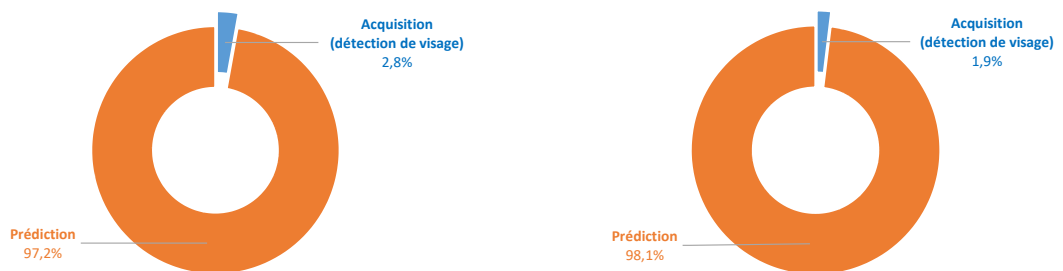 Acquisition
(détection de visage)
2,8%
Prédiction
97,2%
Acquisition
(détection de visage)
1,9%
Prédiction
98,1%